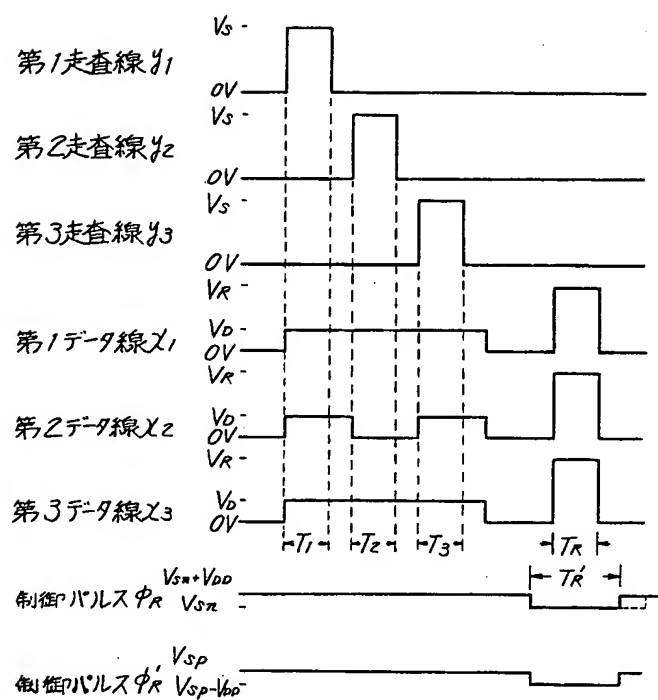 Vs
第1走査線y1
0V
Vs
第2走査線y2
0V
Vs
第3走査線y3
0V
VR
第1データ線x1
VD
0V
VR
第2データ線x2
VD
0V
VR
第3データ線x3
VD
0V
T1 T2 T3 TR
TR'
制御パルスφR
VSn+VDD
VSn
制御パルスφR'
VSp
VSp-VDD